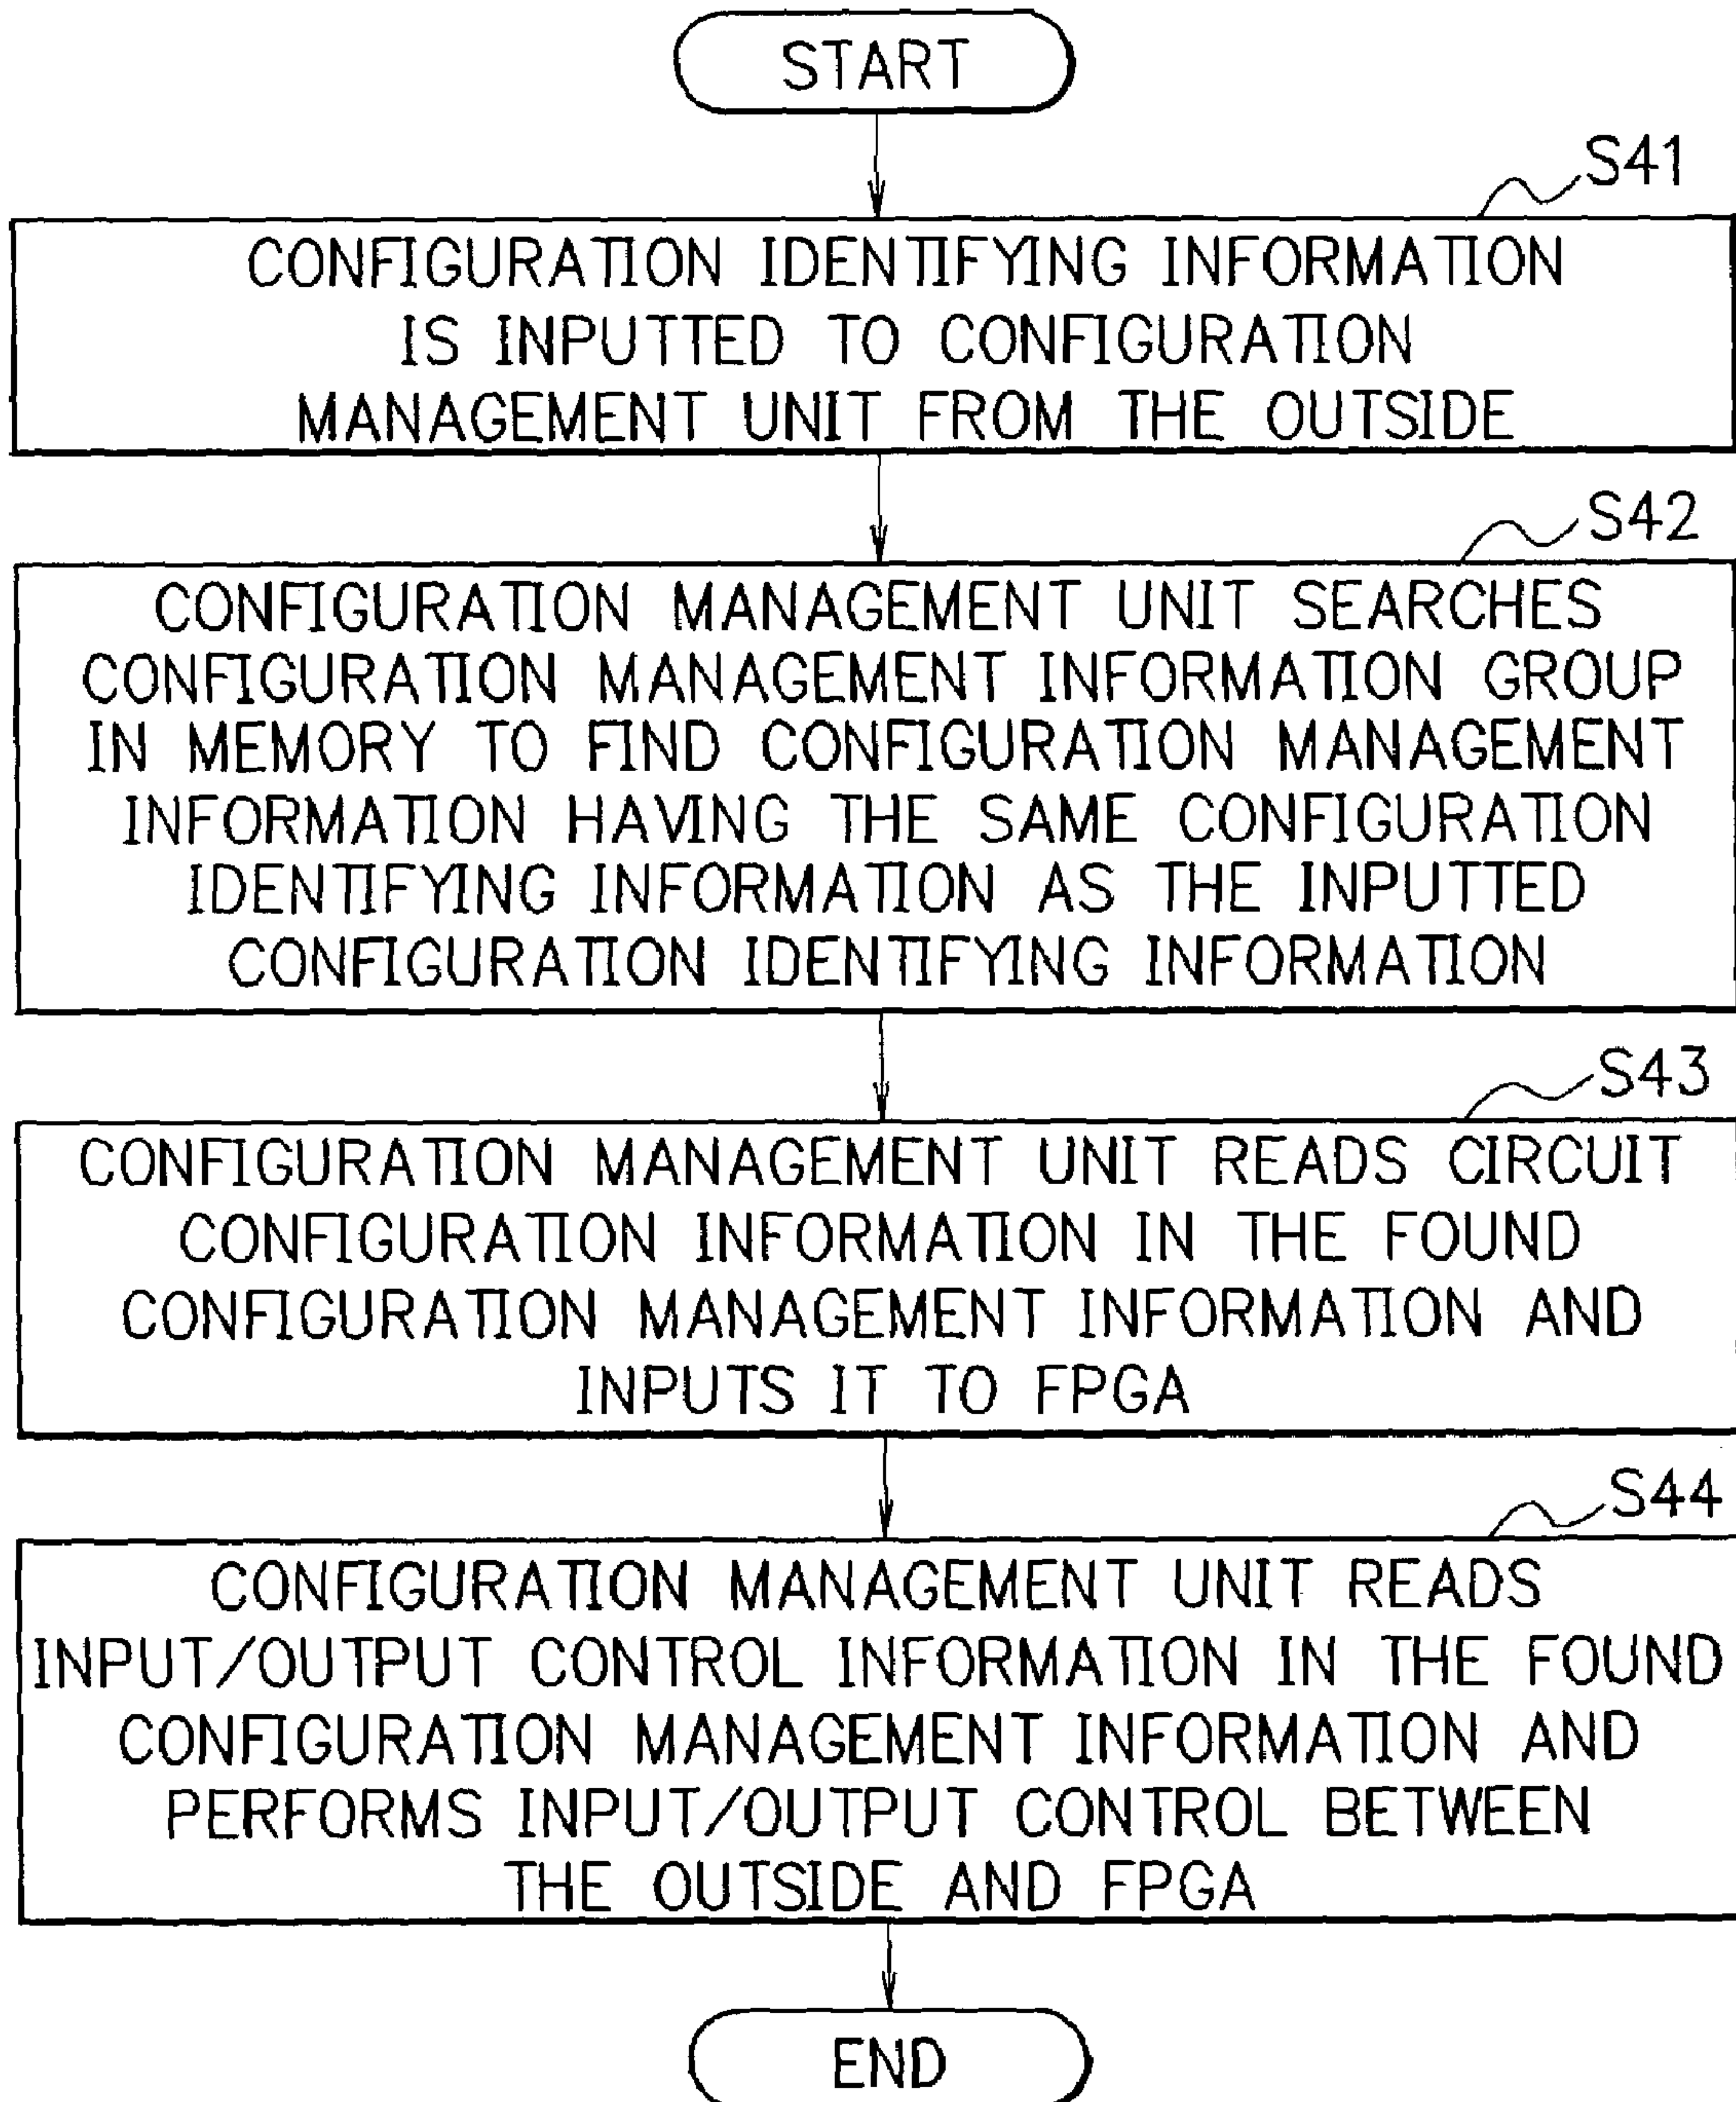 START
S41
CONFIGURATION IDENTIFYING INFORMATION
IS INPUTTED TO CONFIGURATION
MANAGEMENT UNIT FROM THE OUTSIDE
S42
CONFIGURATION MANAGEMENT UNIT SEARCHES
CONFIGURATION MANAGEMENT INFORMATION GROUP
IN MEMORY TO FIND CONFIGURATION MANAGEMENT
INFORMATION HAVING THE SAME CONFIGURATION
IDENTIFYING INFORMATION AS THE INPUTTED
CONFIGURATION IDENTIFYING INFORMATION
S43
CONFIGURATION MANAGEMENT UNIT READS CIRCUIT
CONFIGURATION INFORMATION IN THE FOUND
CONFIGURATION MANAGEMENT INFORMATION AND
INPUTS IT TO FPGA
S44
CONFIGURATION MANAGEMENT UNIT READS
INPUT/OUTPUT CONTROL INFORMATION IN THE FOUND
CONFIGURATION MANAGEMENT INFORMATION AND
PERFORMS INPUT/OUTPUT CONTROL BETWEEN
THE OUTSIDE AND FPGA
END